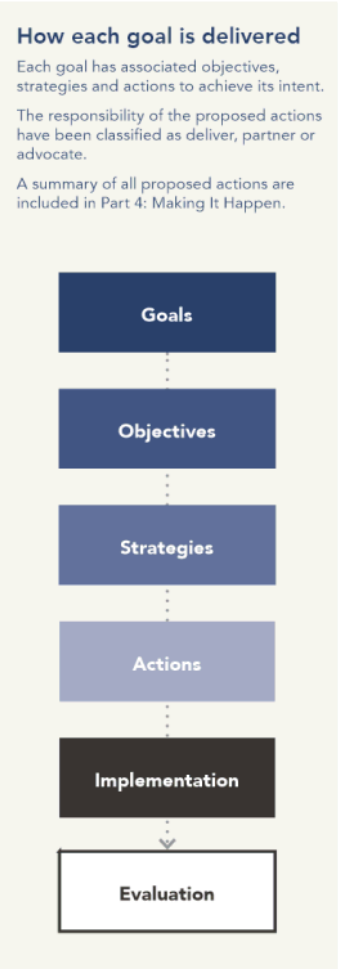 How each goal is delivered
Each goal has associated objectives,
strategies and actions to achieve its intent.
The responsibility of the proposed actions
have been classified as deliver, partner or
advocate.
A summary of all proposed actions are
included in Part 4: Making It Happen.
Goals
Objectives
Strategies
Actions
Implementation
Evaluation